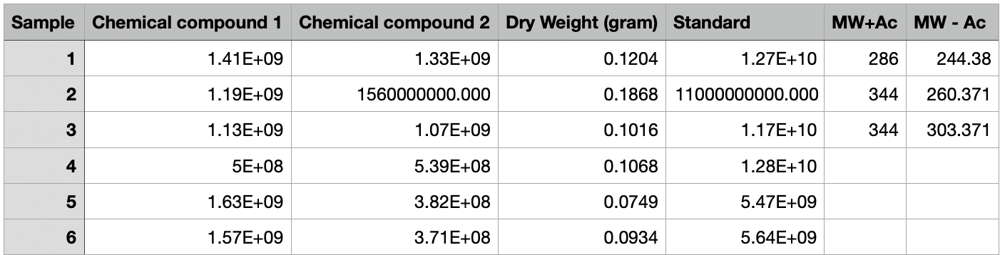 Sample Chemical compound 1 Chemical compound 2 Dry Weight (gram) Standard MW+Ac MW - Ac
1 1.41E+09 1.33E+09 0.1204 1.27E+10 286 244.38
2 1.19E+09 1560000000.000 0.1868 11000000000.000 344 260.371
3 1.13E+09 1.07E+09 0.1016 1.17E+10 344 303.371
4 5E+08 5.39E+08 0.1068 1.28E+10
5 1.63E+09 3.82E+08 0.0749 5.47E+09
6 1.57E+09 3.71E+08 0.0934 5.64E+09